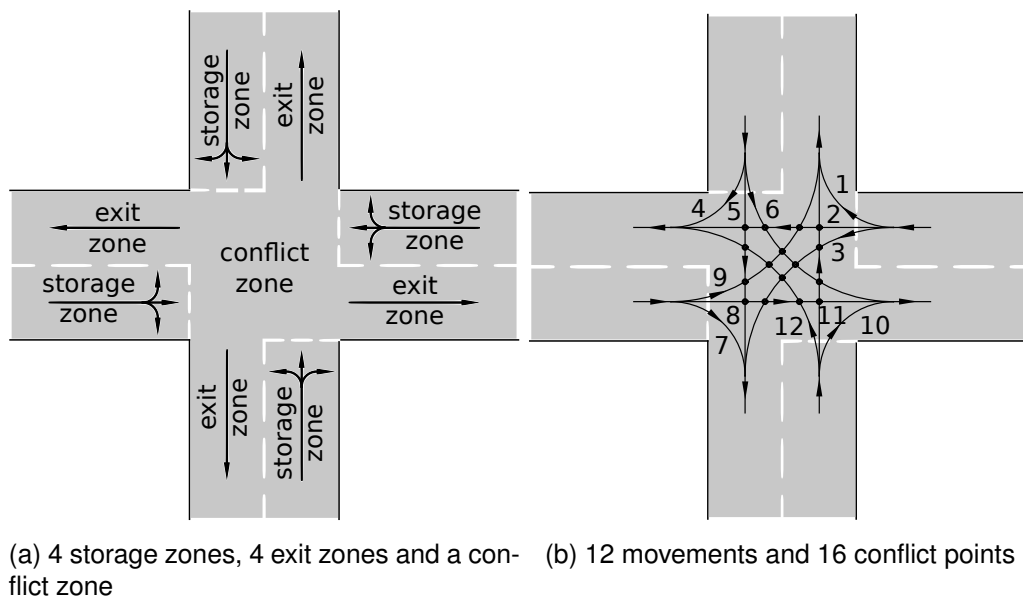 storage
zone
exit
zone
exit
zone
storage
zone
conflict
zone
storage
zone
exit
zone
exit
zone
storage
zone
(a) 4 storage zones, 4 exit zones and a con-
flict zone
1
4
5
6
2
3
9
8
12
11
10
7
(b) 12 movements and 16 conflict points